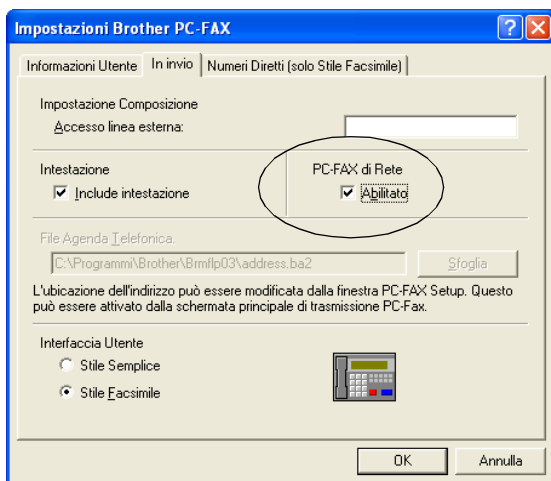 Impostazioni Brother PC-FAX
Informazioni Utente In invio Numeri Diretti (solo Stile Facsimile)
Impostazione Composizione
Accesso linea esterna:
Intestazione PC-FAX di Rete
Include intestazione Abilitato
File Agenda Telefonica.
C:\Programmi\Brother\Brmflp03\address.ba2 Sfoglia
L'ubicazione dell'indirizzo può essere modificata dalla finestra PC-FAX Setup. Questo
può essere attivato dalla schermata principale di trasmissione PC-Fax.
Interfaccia Utente
Stile Semplice
Stile Facsimile
OK Annulla